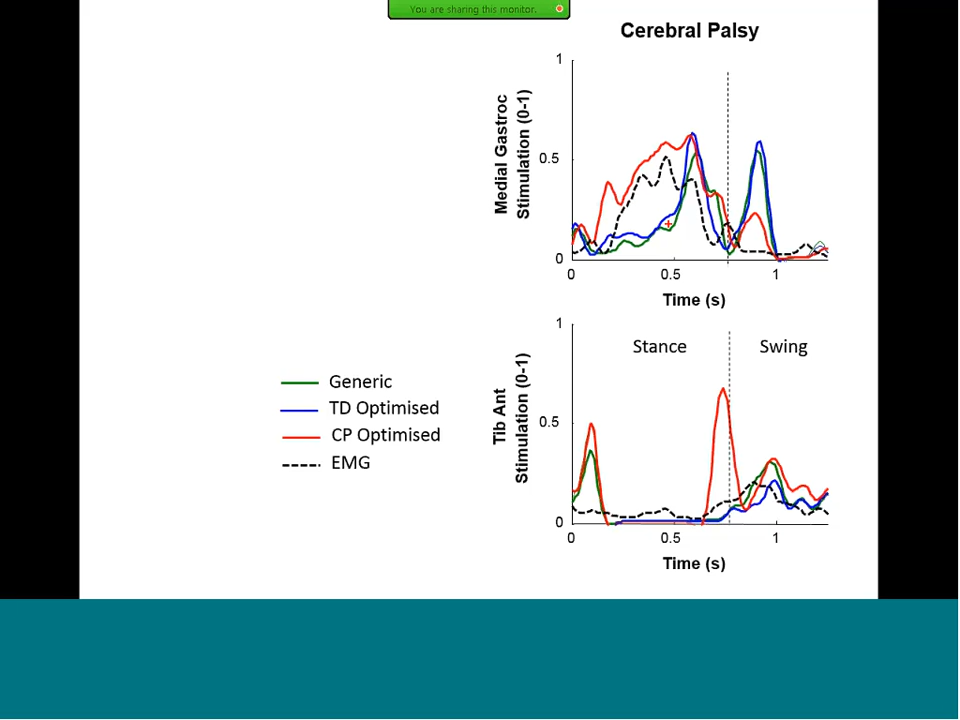 You are sharing this monitor.
Cerebral Palsy
Medial Gastroc
Stimulation (0-1)
1
0.5
0
0
0.5
1
Time (s)
Tib Ant
Stimulation (0-1)
1
0.5
0
Stance
Swing
0
0.5
1
Time (s)
Generic
TD Optimised
CP Optimised
EMG